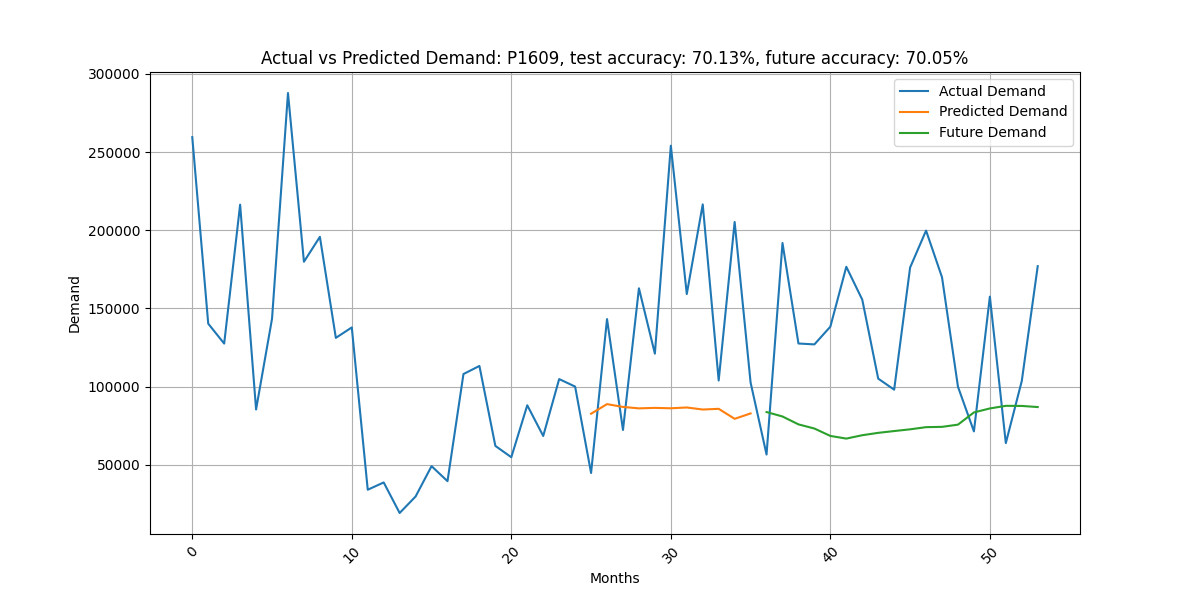 Actual vs Predicted Demand: P1609, test accuracy: 70.13%, future accuracy: 70.05%
300000
250000
200000
150000
100000
50000
Demand
Actual Demand
Predicted Demand
Future Demand
0
10
20
30
40
50
Months